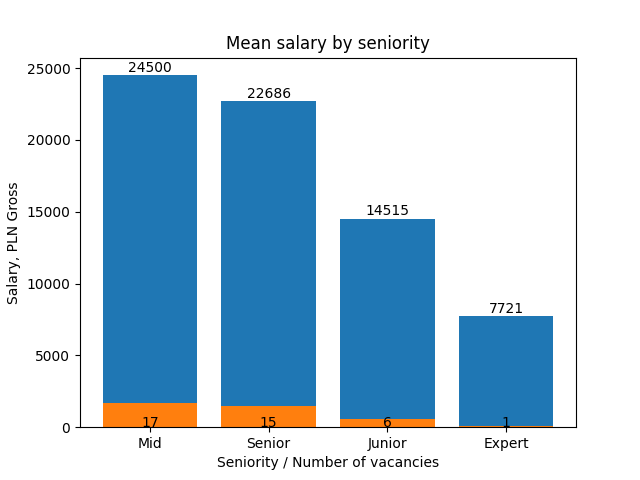 Mean salary by seniority
25000
20000
15000
10000
5000
0
Salary, PLN Gross
24500
22686
14515
7721
17
15
6
1
Mid
Senior
Junior
Expert
Seniority / Number of vacancies